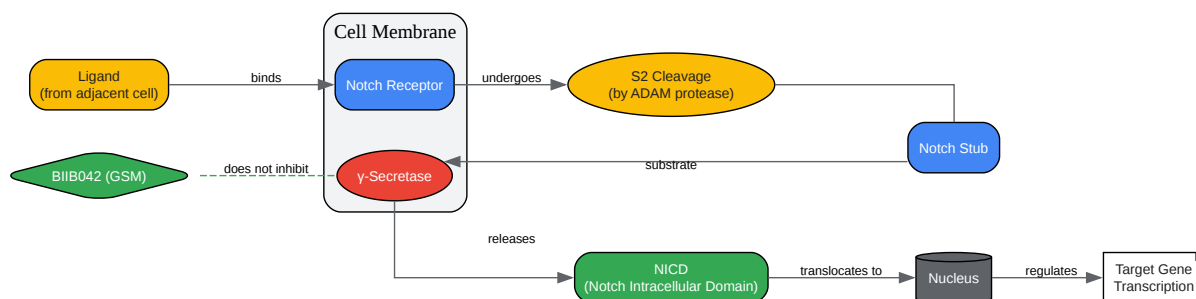 Cell Membrane
Ligand
(from adjacent cell)
binds
Notch Receptor
undergoes
S2 Cleavage
(by ADAM protease)
Notch Stub
substrate
BIIB042 (GSM)
does not inhibit
γ-Secretase
releases
NICD
(Notch Intracellular Domain)
translocates to
Nucleus
regulates
Target Gene
Transcription